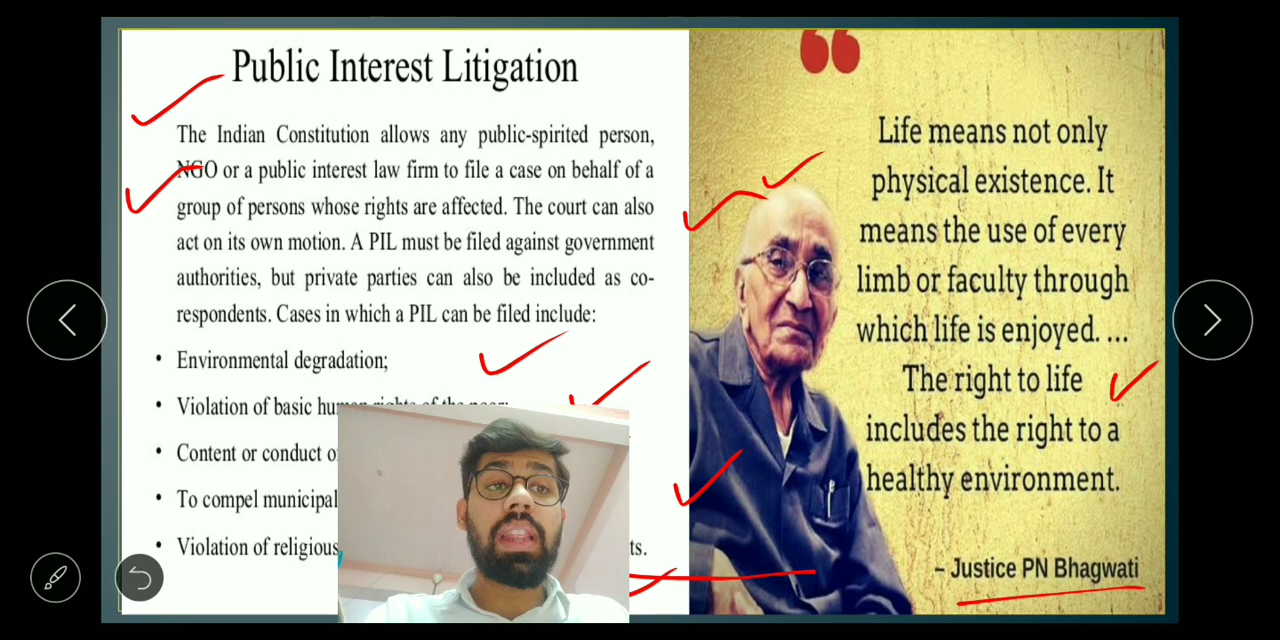 Public Interest Litigation
The Indian Constitution allows any public-spirited person,
NGO or a public interest law firm to file a case on behalf of a
group of persons whose rights are affected. The court can also
act on its own motion. A PIL must be filed against government
authorities, but private parties can also be included as co-
respondents. Cases in which a PIL can be filed include:
• Environmental degradation;
• Violation of basic human rights of the poor;
• Content or conduct
• To compel municipal
• Violation of religious
Life means not only
physical existence. It
means the use of every
limb or faculty through
which life is enjoyed. ...
The right to life
includes the right to a
healthy environment.
– Justice PN Bhagwati